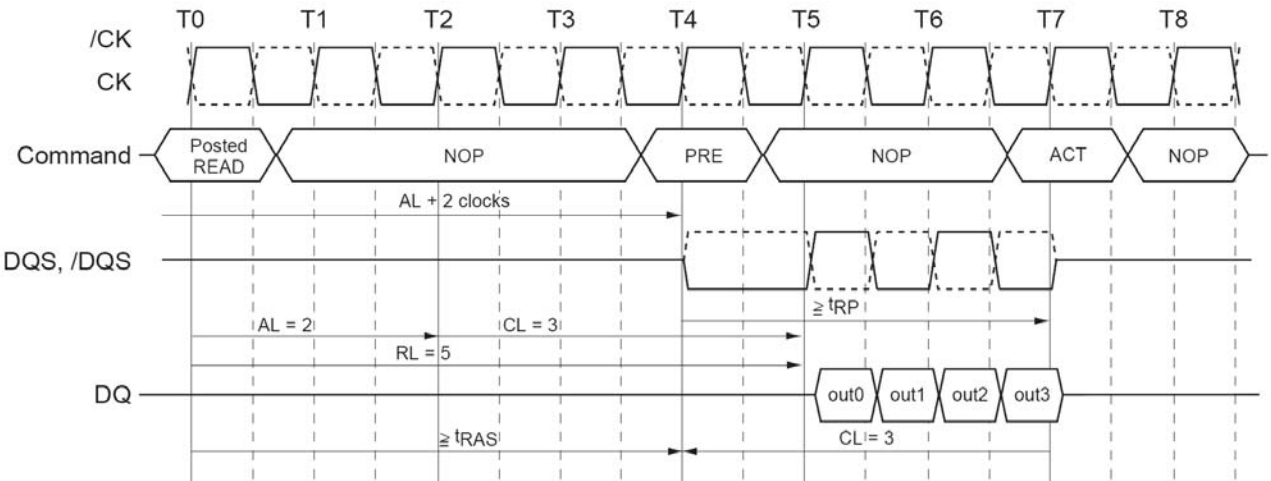 T0 T1 T2 T3 T4 T5 T6 T7 T8
/CK
CK
Command
Posted READ
NOP
PRE
NOP
ACT
NOP
AL + 2 clocks
DQS, /DQS
≧ tRP
AL = 2
CL = 3
RL = 5
DQ
out0 out1 out2 out3
≧ tRAS
CL = 3